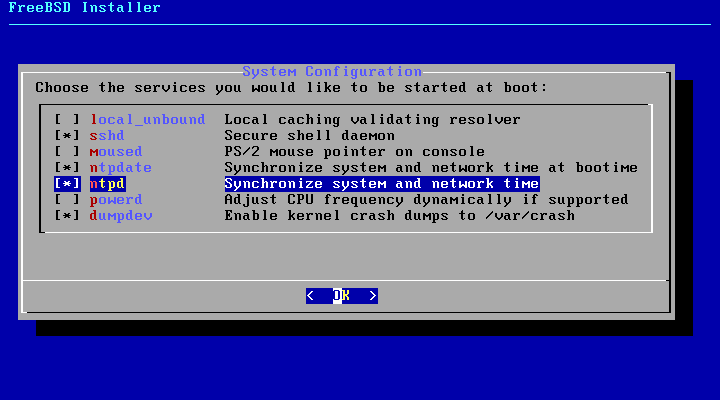 FreeBSD Installer
System Configuration
Choose the services you would like to be started at boot:
[ ] local_unbound Local caching validating resolver
[*] sshd Secure shell daemon
[ ] moused PS/2 mouse pointer on console
[*] ntpdate Synchronize system and network time at bootime
[*] ntpd Synchronize system and network time
[ ] powerd Adjust CPU frequency dynamically if supported
[*] dumpdev Enable kernel crash dumps to /var/crash
< OK >